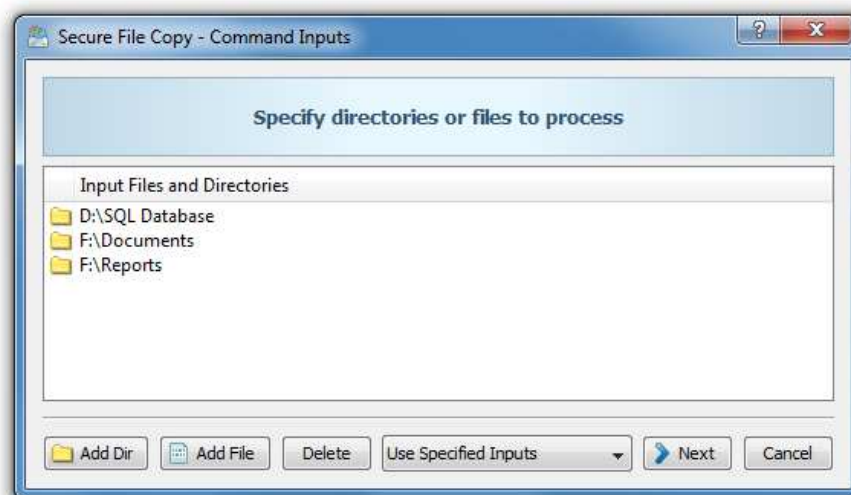 Secure File Copy - Command Inputs
Specify directories or files to process
Input Files and Directories
D:\SQL Database
F:\Documents
F:\Reports
Add Dir Add File Delete Use Specified Inputs Next Cancel